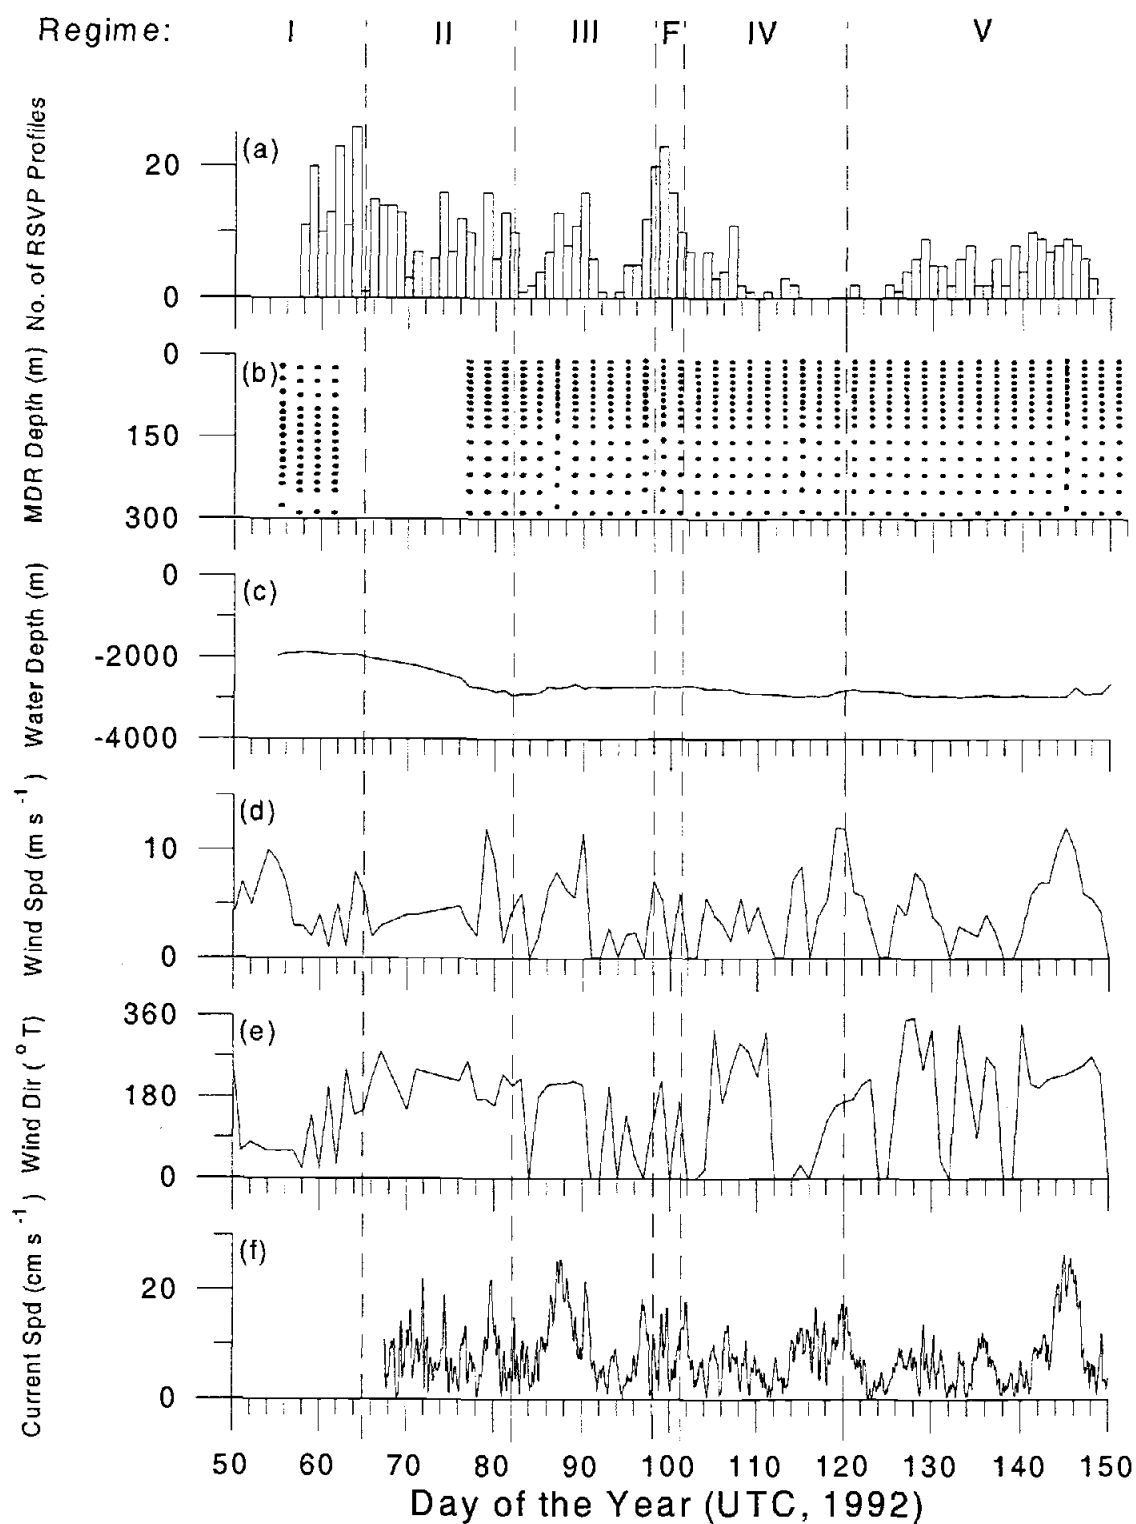 Regime: I II III F IV V
No. of RSVP Profiles
(a)
20
0
MDR Depth (m)
(b)
0
150
300
Water Depth (m)
(c)
0
-2000
-4000
Wind Spd (m s -1)
(d)
10
0
Wind Dir (°T)
(e)
360
180
0
Current Spd (cm s -1)
(f)
20
0
50 60 70 80 90 100 110 120 130 140 150
Day of the Year (UTC, 1992)